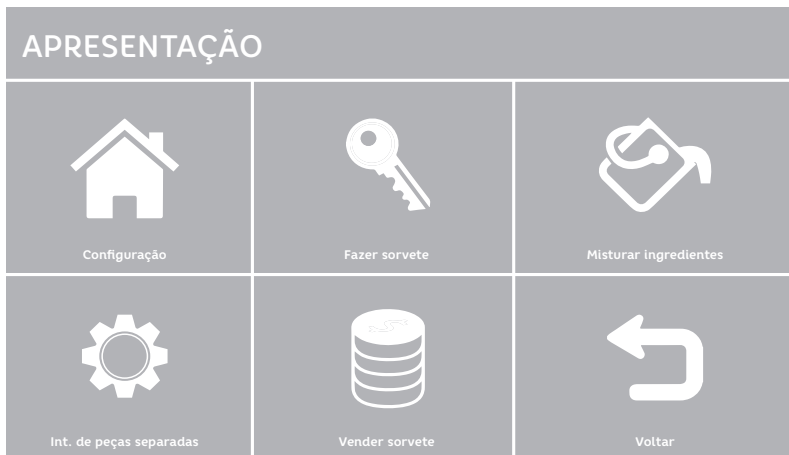 APRESENTAÇÃO
Configuração
Fazer sorvete
Misturar ingredientes
Int. de peças separadas
Vender sorvete
Voltar